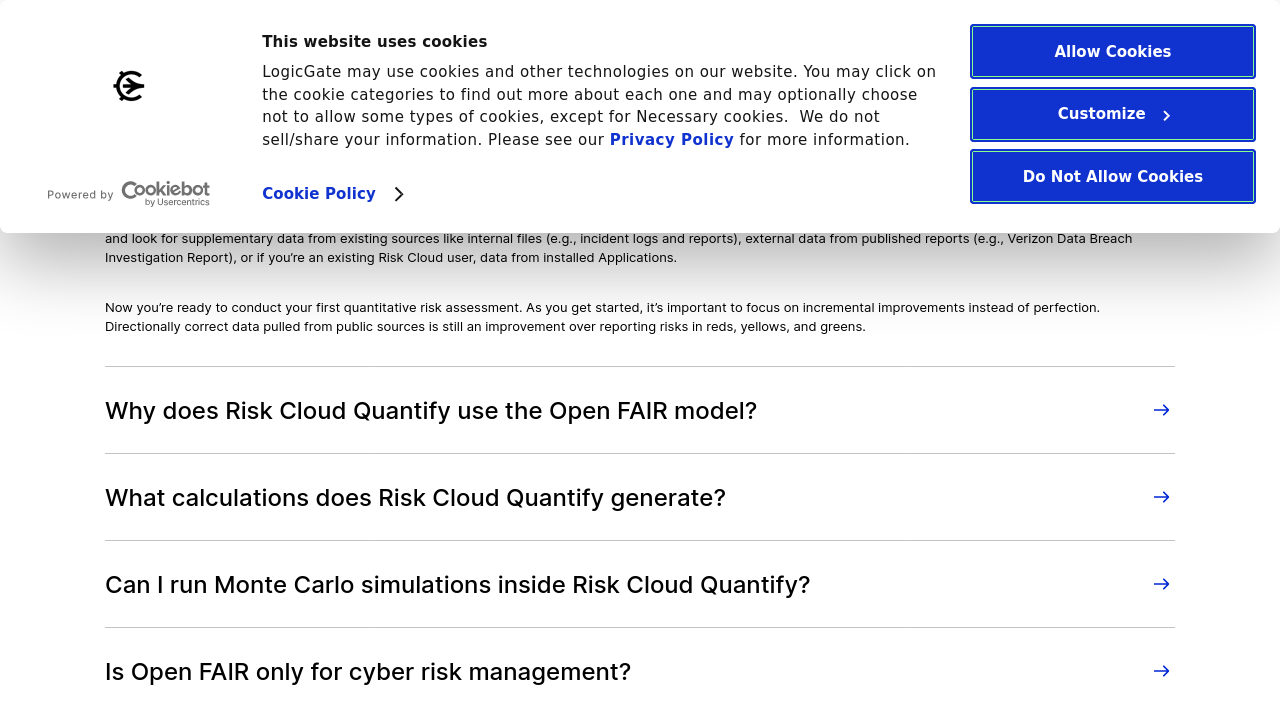 This website uses cookies
LogicGate may use cookies and other technologies on our website. You may click on
the cookie categories to find out more about each one and may optionally choose
not to allow some types of cookies, except for Necessary cookies.  We do not
sell/share your information. Please see our Privacy Policy for more information.
Cookie Policy
Powered by Cookiebot
by Usercentrics
Allow Cookies
Customize
Do Not Allow Cookies
and look for supplementary data from existing sources like internal files (e.g., incident logs and reports), external data from published reports (e.g., Verizon Data Breach
Investigation Report), or if you’re an existing Risk Cloud user, data from installed Applications.
Now you’re ready to conduct your first quantitative risk assessment. As you get started, it’s important to focus on incremental improvements instead of perfection.
Directionally correct data pulled from public sources is still an improvement over reporting risks in reds, yellows, and greens.
Why does Risk Cloud Quantify use the Open FAIR model?
What calculations does Risk Cloud Quantify generate?
Can I run Monte Carlo simulations inside Risk Cloud Quantify?
Is Open FAIR only for cyber risk management?